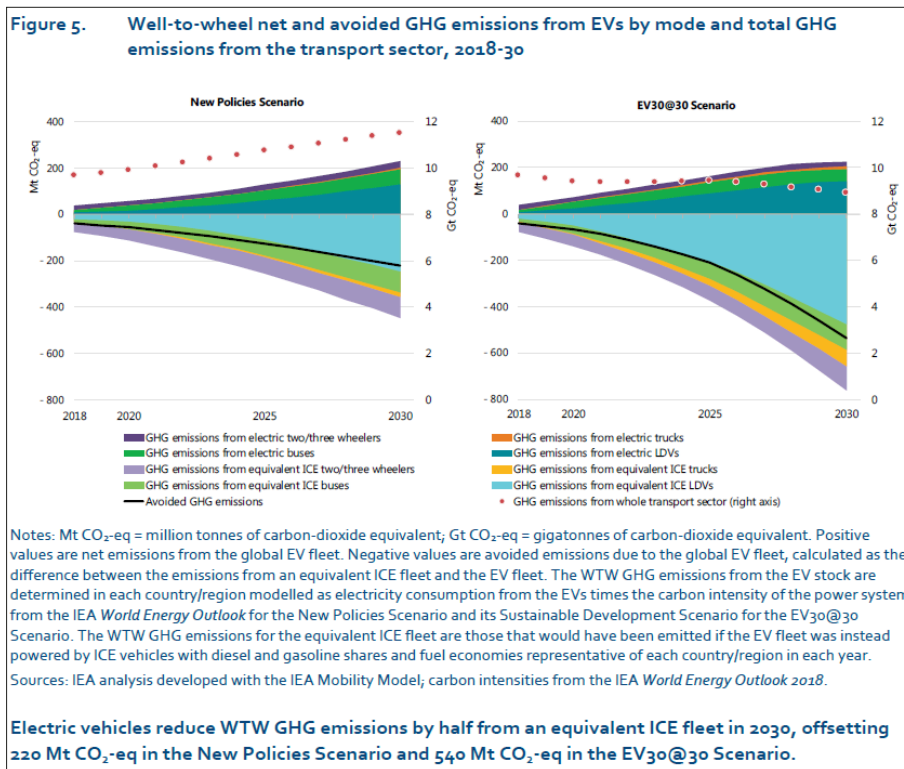 Figure 5. Well-to-wheel net and avoided GHG emissions from EVs by mode and total GHG
emissions from the transport sector, 2018-30
New Policies Scenario
EV30@30 Scenario
Mt CO₂-eq
400
200
0
- 200
- 400
- 600
- 800
12
10
8
6
4
2
0
Gt CO₂-eq
2018 2020 2025 2030
Mt CO₂-eq
400
200
0
- 200
- 400
- 600
- 800
12
10
8
6
4
2
0
Gt CO₂-eq
2018 2020 2025 2030
GHG emissions from electric two/three wheelers
GHG emissions from electric buses
GHG emissions from equivalent ICE two/three wheelers
GHG emissions from equivalent ICE buses
Avoided GHG emissions
GHG emissions from electric trucks
GHG emissions from electric LDVs
GHG emissions from equivalent ICE trucks
GHG emissions from equivalent ICE LDVs
GHG emissions from whole transport sector (right axis)
Notes: Mt CO₂-eq = million tonnes of carbon-dioxide equivalent; Gt CO₂-eq = gigatonnes of carbon-dioxide equivalent. Positive
values are net emissions from the global EV fleet. Negative values are avoided emissions due to the global EV fleet, calculated as the
difference between the emissions from an equivalent ICE fleet and the EV fleet. The WTW GHG emissions from the EV stock are
determined in each country/region modelled as electricity consumption from the EVs times the carbon intensity of the power system
from the IEA World Energy Outlook for the New Policies Scenario and its Sustainable Development Scenario for the EV30@30
Scenario. The WTW GHG emissions for the equivalent ICE fleet are those that would have been emitted if the EV fleet was instead
powered by ICE vehicles with diesel and gasoline shares and fuel economies representative of each country/region in each year.
Sources: IEA analysis developed with the IEA Mobility Model; carbon intensities from the IEA World Energy Outlook 2018.
Electric vehicles reduce WTW GHG emissions by half from an equivalent ICE fleet in 2030, offsetting
220 Mt CO₂-eq in the New Policies Scenario and 540 Mt CO₂-eq in the EV30@30 Scenario.